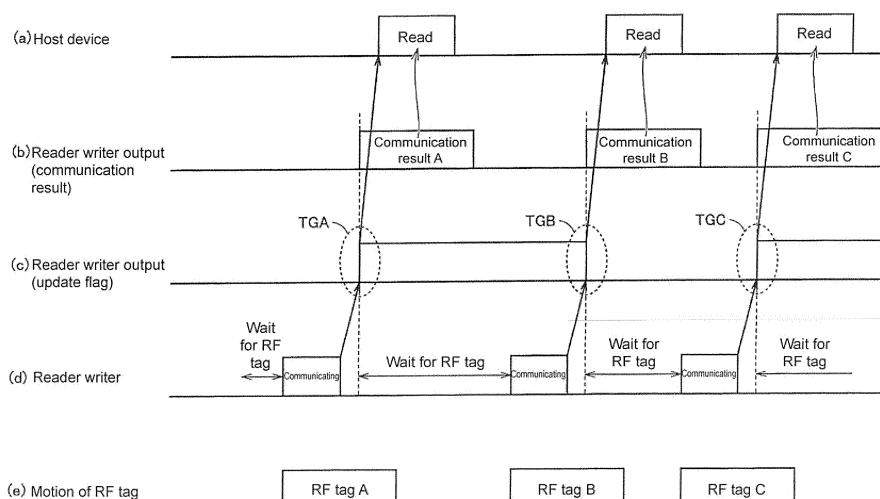 (a) Host device
Read
Read
Read
(b) Reader writer output
(communication
result)
Communication
result A
Communication
result B
Communication
result C
TGA
TGB
TGC
(c) Reader writer output
(update flag)
Wait
for RF
tag
Wait for RF tag
Wait for
RF tag
Wait for
RF tag
(d) Reader writer
Communicating
Communicating
Communicating
(e) Motion of RF tag
RF tag A
RF tag B
RF tag C